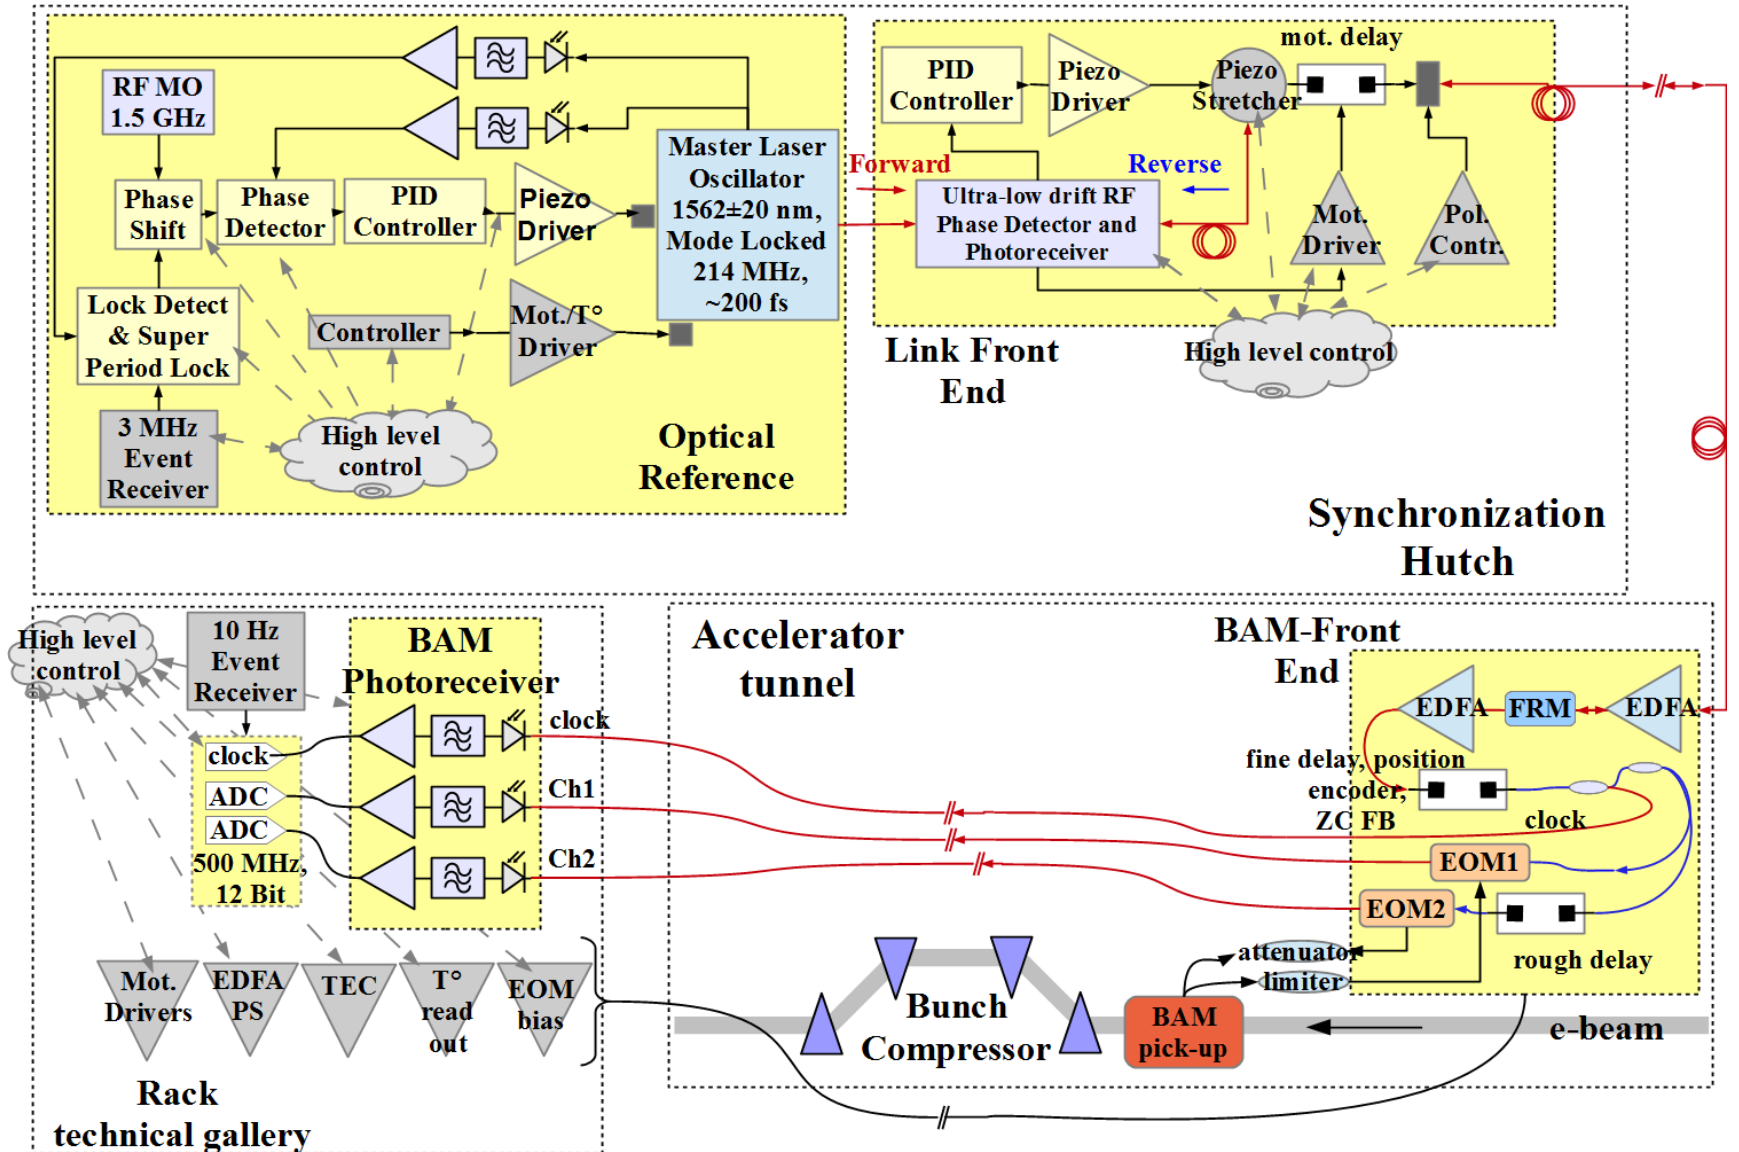 RF MO
1.5 GHz
Phase
Shift
Phase
Detector
PID
Controller
Piezo
Driver
Master Laser
Oscillator
1562±20 nm,
Mode Locked
214 MHz,
~200 fs
Lock Detect
& Super
Period Lock
Controller
Mot./T°
Driver
3 MHz
Event
Receiver
High level
control
Optical
Reference
PID
Controller
Piezo
Driver
Piezo
Stretcher
mot. delay
Forward
Reverse
Ultra-low drift RF
Phase Detector and
Photoreceiver
Mot.
Driver
Pol.
Contr.
High level control
Link Front
End
Synchronization
Hutch
High level
control
10 Hz
Event
Receiver
BAM
Photoreceiver
clock
ADC
ADC
500 MHz,
12 Bit
clock
Ch1
Ch2
Mot.
Drivers
EDFA
PS
TEC
T°
read
out
EOM
bias
Rack
technical gallery
Accelerator
tunnel
BAM-Front
End
EDFA
FRM
EDFA
fine delay, position
encoder,
ZC FB
clock
EOM1
EOM2
attenuator
limiter
rough delay
Bunch
Compressor
BAM
pick-up
e-beam